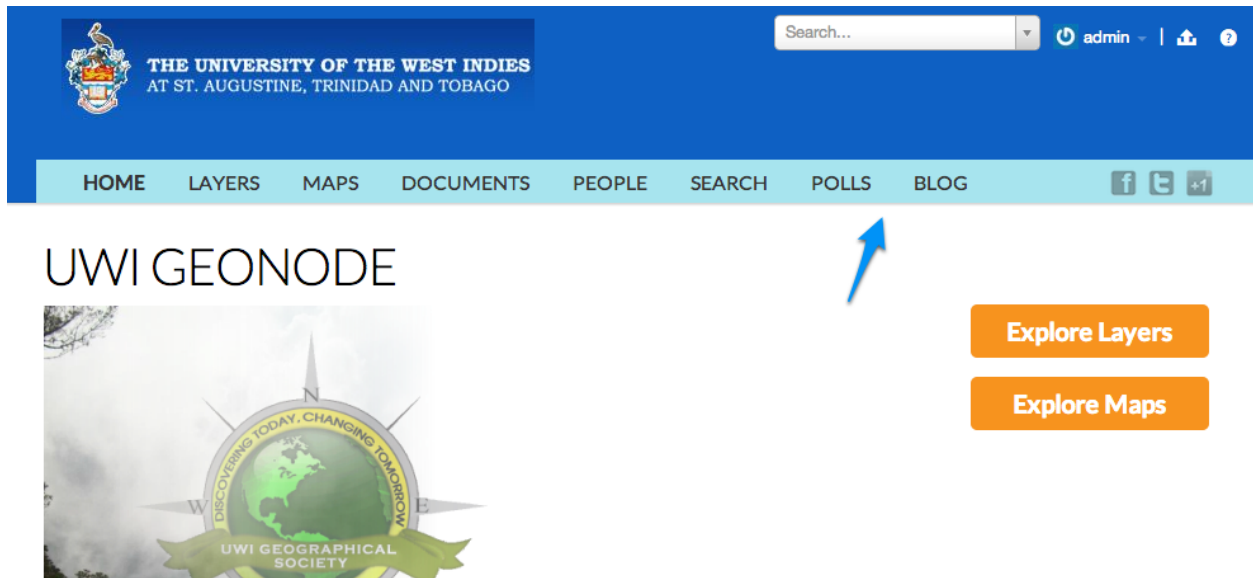 Search...
admin
THE UNIVERSITY OF THE WEST INDIES
AT ST. AUGUSTINE, TRINIDAD AND TOBAGO
HOME LAYERS MAPS DOCUMENTS PEOPLE SEARCH POLLS BLOG f t +1
UWI GEONODE
Explore Layers
Explore Maps
N
DISCOVERING TODAY, CHANGING TOMORROW
W E
UWI GEOGRAPHICAL
SOCIETY